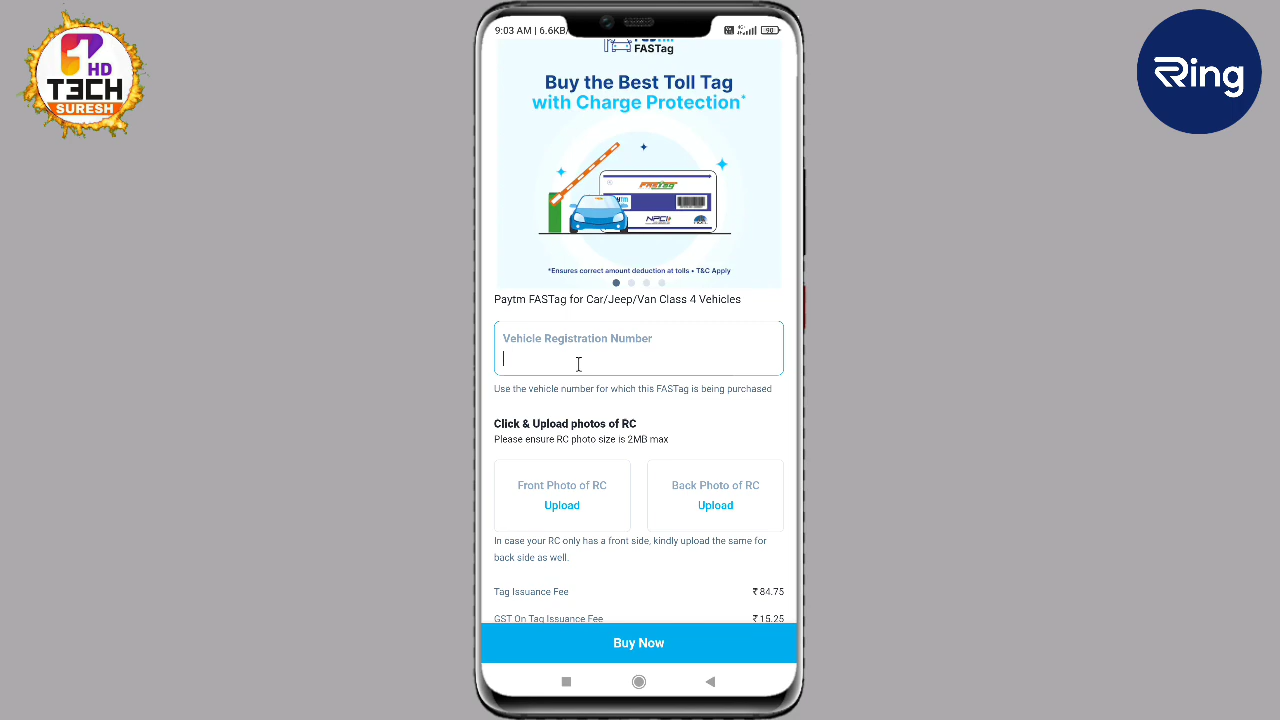 1
HD
TECH
SURESH
Ring
9:03 AM | 6.6KB/
4G
90
FASTag
Buy the Best Toll Tag
with Charge Protection*
FASTag
NPCI
*Ensures correct amount deduction at tolls • T&C Apply
Paytm FASTag for Car/Jeep/Van Class 4 Vehicles
Vehicle Registration Number
Use the vehicle number for which this FASTag is being purchased
Click & Upload photos of RC
Please ensure RC photo size is 2MB max
Front Photo of RC
Upload
Back Photo of RC
Upload
In case your RC only has a front side, kindly upload the same for
back side as well.
Tag Issuance Fee ₹ 84.75
GST On Tag Issuance Fee ₹ 15.25
Buy Now